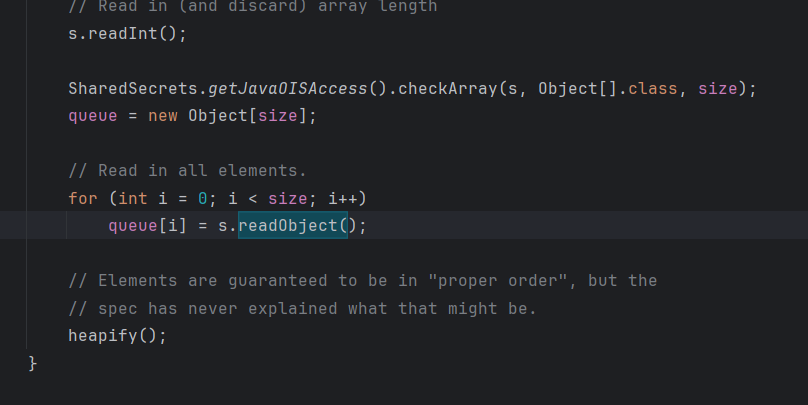 // Read in (and discard) array length
s.readInt();
SharedSecrets.getJavaOISAccess().checkArray(s, Object[].class, size);
queue = new Object[size];
// Read in all elements.
for (int i = 0; i < size; i++)
queue[i] = s.readObject();
// Elements are guaranteed to be in "proper order", but the
// spec has never explained what that might be.
heapify();
}